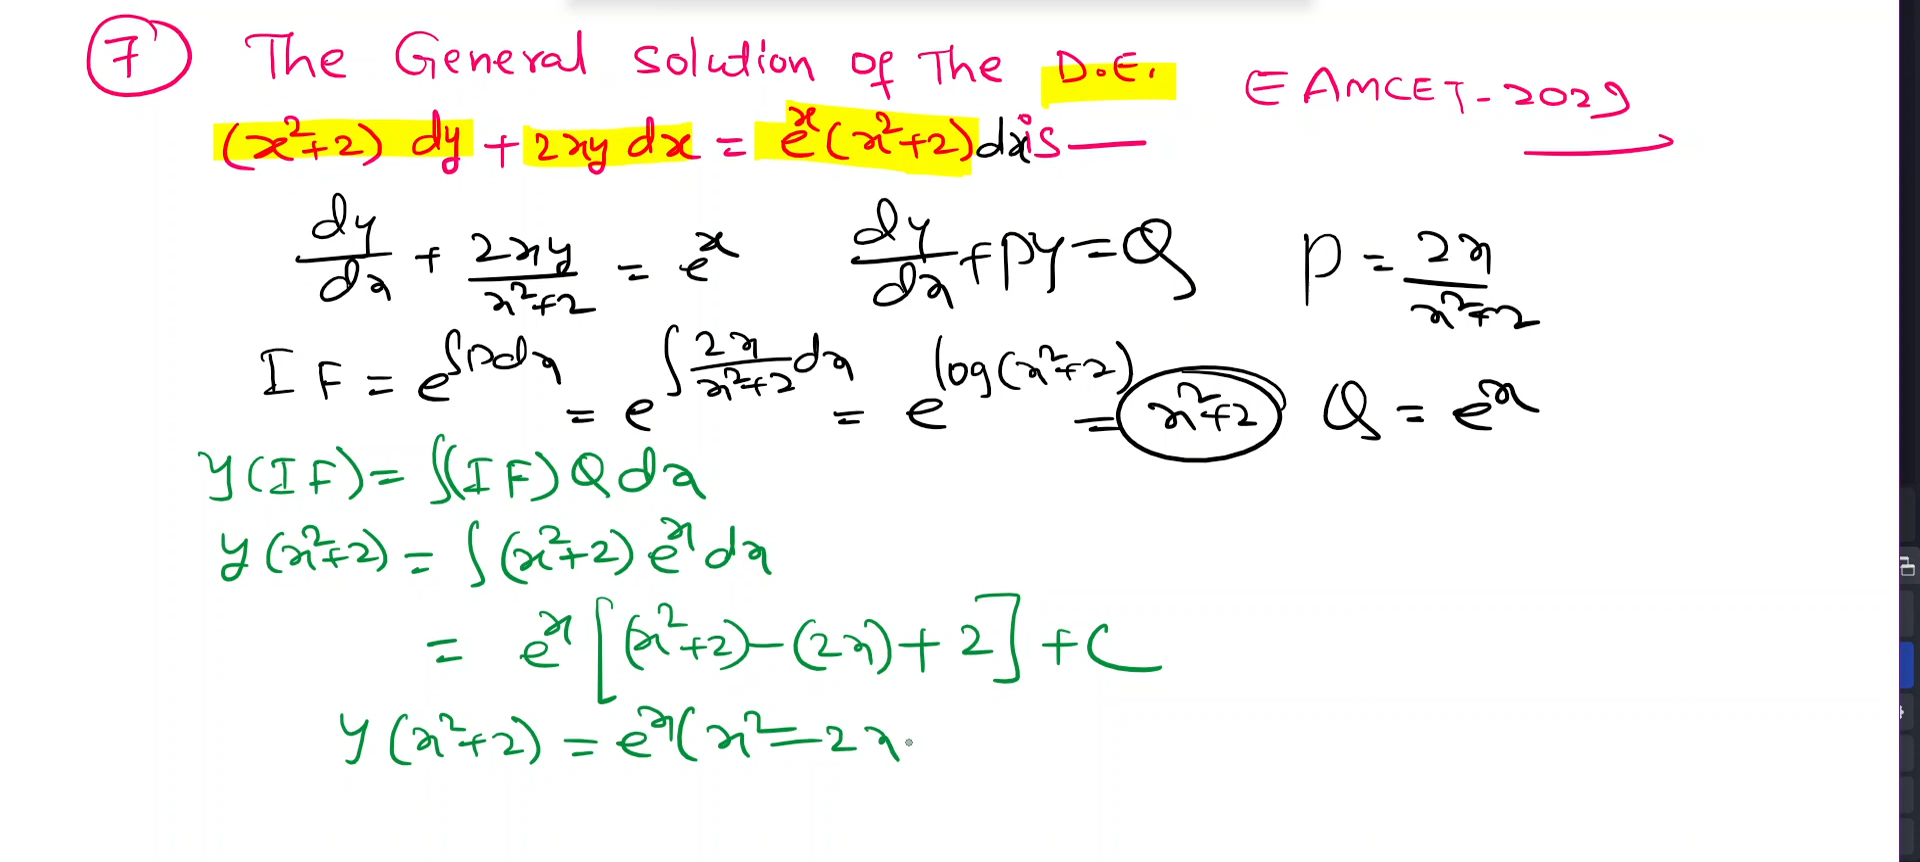 7 The General Solution of The D.E. EAMCET-2029
(x²+2) dy + 2xy dx = eˣ(x²+2)dx is —
dy/dx + 2xy/(x²+2) = eˣ dy/dx + Py = Q P = 2x/(x²+2)
IF = e^∫Pdx = e^∫2x/(x²+2)dx = e^log(x²+2) = x²+2 Q = eˣ
y(IF) = ∫(IF) Q dx
y(x²+2) = ∫(x²+2) eˣ dx
= eˣ[(x²+2)-(2x)+2]+C
y(x²+2) = eˣ(x²-2x